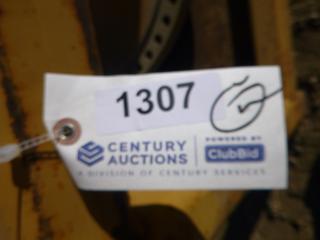 1307
CENTURY AUCTIONS
POWERED BY
ClubBid
A DIVISION OF CENTURY SERVICES